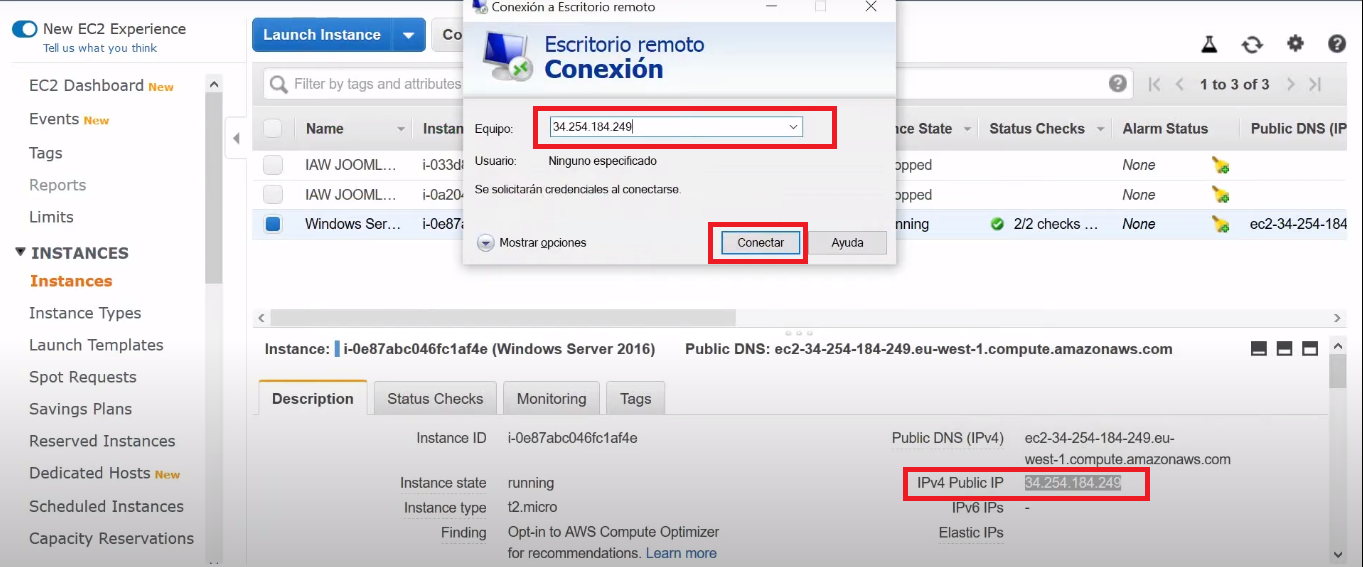 Conexión a Escritorio remoto
Escritorio remoto
Conexión
Equipo: 34.254.184.249
Usuario: Ninguno especificado
Se solicitarán credenciales al conectarse.
Mostrar opciones Conectar Ayuda
New EC2 Experience
Tell us what you think
EC2 Dashboard New
Events New
Tags
Reports
Limits
INSTANCES
Instances
Instance Types
Launch Templates
Spot Requests
Savings Plans
Reserved Instances
Dedicated Hosts New
Scheduled Instances
Capacity Reservations
Launch Instance Co
Filter by tags and attributes 1 to 3 of 3
Name Instan ce State Status Checks Alarm Status Public DNS (IP
IAW JOOML... i-033d8 opped None
IAW JOOML... i-0a204 opped None
Windows Ser... i-0e87a unning 2/2 checks ... None ec2-34-254-184
Instance: i-0e87abc046fc1af4e (Windows Server 2016) Public DNS: ec2-34-254-184-249.eu-west-1.compute.amazonaws.com
Description Status Checks Monitoring Tags
Instance ID i-0e87abc046fc1af4e
Instance state running
Instance type t2.micro
Finding Opt-in to AWS Compute Optimizer
for recommendations. Learn more
Public DNS (IPv4) ec2-34-254-184-249.eu-
west-1.compute.amazonaws.com
IPv4 Public IP 34.254.184.249
IPv6 IPs -
Elastic IPs